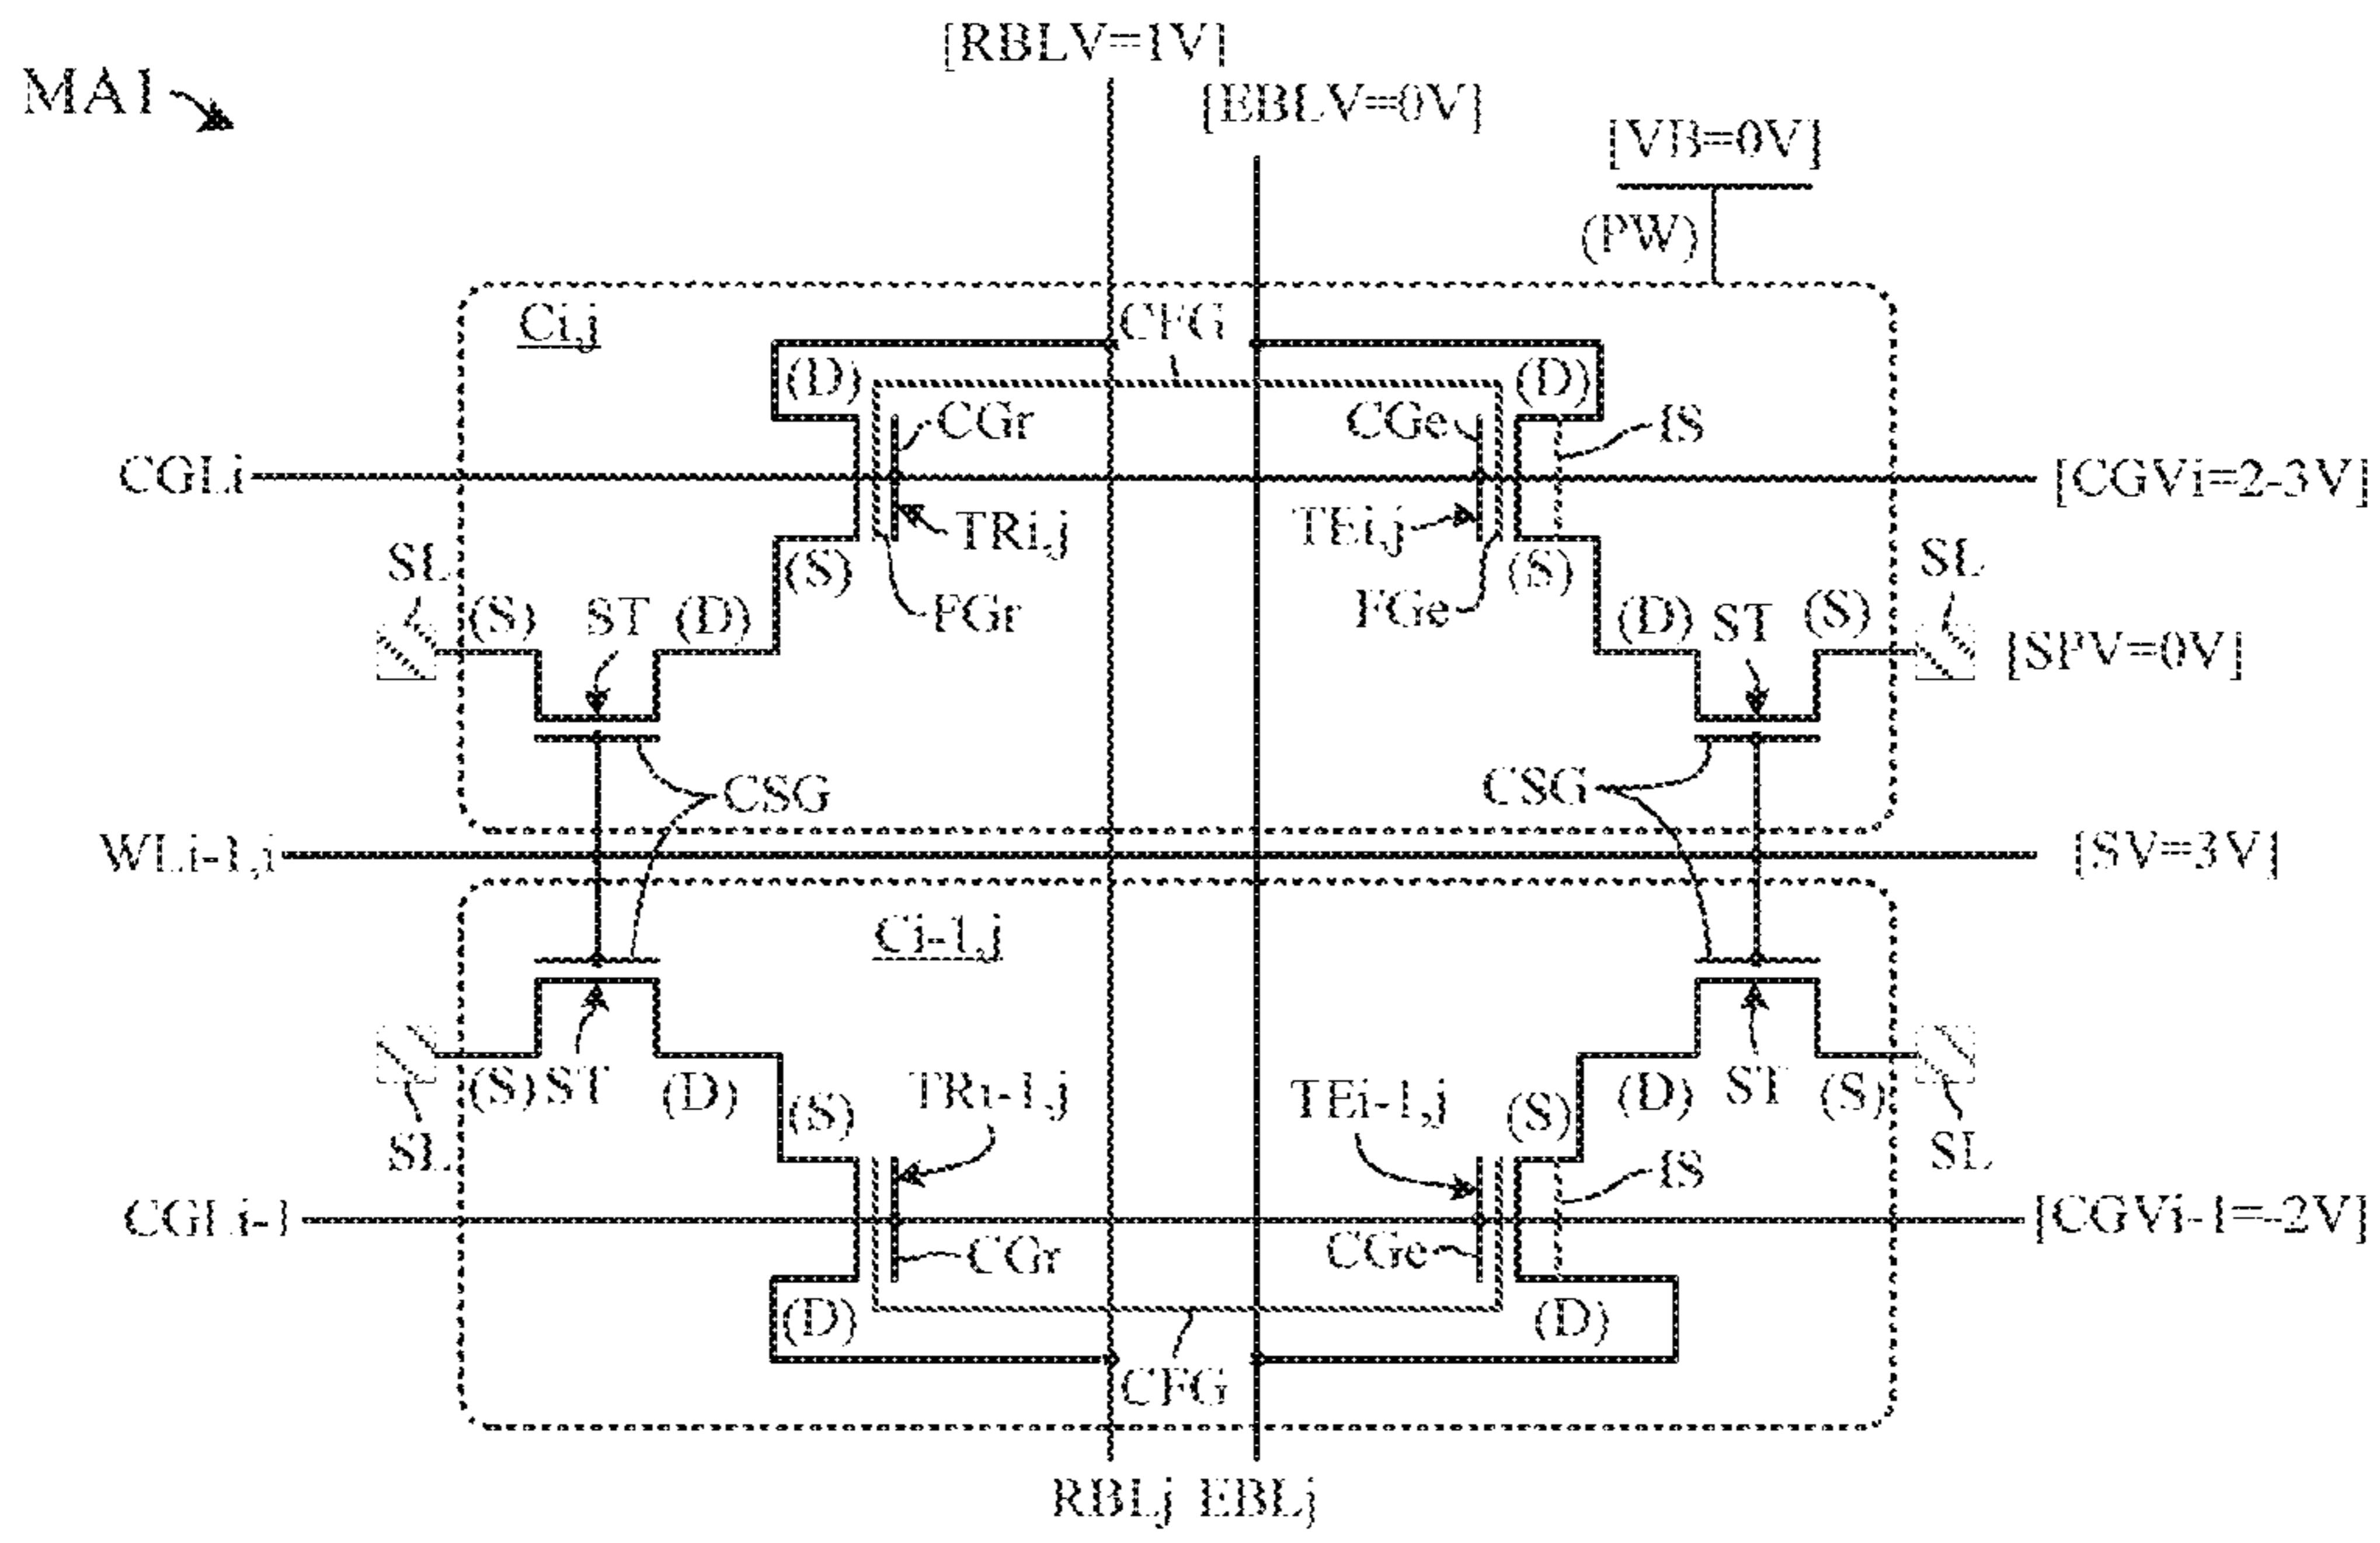 [RBLV=1V]
MA1
[EBLV=0V]
[VB=0V]
(PW)
Ci,j
CFG
(D)
(D)
CGr
CGe
IS
CGLi
[CGVi=2-3V]
TRi,j
TEi,j
SL
(S)
(S)
SL
(S)
ST
(D)
FGr
FGe
(D)
ST
(S)
[SPV=0V]
CSG
CSG
WLi-1,i
[SV=3V]
Ci-1,j
(S)
ST
(D)
(S)
TRi-1,j
TEi-1,j
(S)
(D)
ST
(S)
SL
IS
SL
CGLi-1
[CGVi-1=-2V]
CGr
CGe
(D)
(D)
CFG
RBLj
EBLj